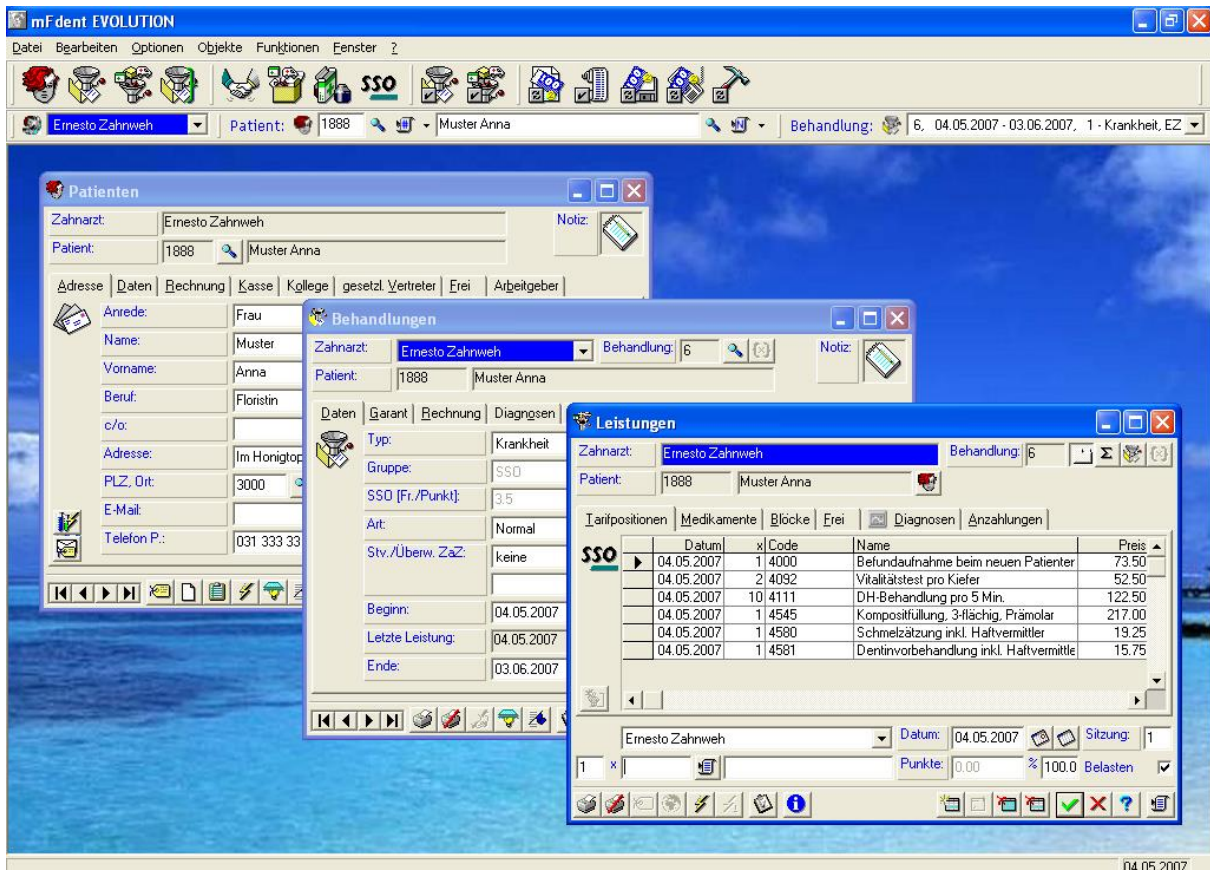 mFdent EVOLUTION
Datei Bearbeiten Optionen Objekte Funktionen Fenster ?
sso
Ernesto Zahnweh Patient: 1888 Muster Anna Behandlung: 6, 04.05.2007 - 03.06.2007, 1 - Krankheit, EZ
Patienten
Zahnarzt: Ernesto Zahnweh Notiz:
Patient: 1888 Muster Anna
Adresse Daten Rechnung Kasse Kollege gesetzl. Vertreter Frei Arbeitgeber
Anrede: Frau
Name: Muster
Vorname: Anna
Beruf: Floristin
c/o:
Adresse: Im Honigtop
PLZ, Ort: 3000
E-Mail:
Telefon P.: 031 333 33
Behandlungen
Zahnarzt: Ernesto Zahnweh Behandlung: 6 Notiz:
Patient: 1888 Muster Anna
Daten Garant Rechnung Diagnosen
Typ: Krankheit
Gruppe: SSO
SSO [Fr./Punkt]: 3.5
Art: Normal
Stv./Überw. ZaZ: keine
Beginn: 04.05.2007
Letzte Leistung: 04.05.2007
Ende: 03.06.2007
Leistungen
Zahnarzt: Ernesto Zahnweh Behandlung: 6 Σ
Patient: 1888 Muster Anna
Tarifpositionen Medikamente Blöcke Frei Diagnosen Anzahlungen
sso
Datum x Code Name Preis
04.05.2007 1 4000 Befundaufnahme beim neuen Patienter 73.50
04.05.2007 2 4092 Vitalitätstest pro Kiefer 52.50
04.05.2007 10 4111 DH-Behandlung pro 5 Min. 122.50
04.05.2007 1 4545 Kompositfüllung, 3-flächig, Prämolar 217.00
04.05.2007 1 4580 Schmelzätzung inkl. Haftvermittler 19.25
04.05.2007 1 4581 Dentinvorbehandlung inkl. Haftvermittle 15.75
Ernesto Zahnweh Datum: 04.05.2007 Sitzung: 1
1 x Punkte: 0.00 % 100.0 Belasten
04.05.2007